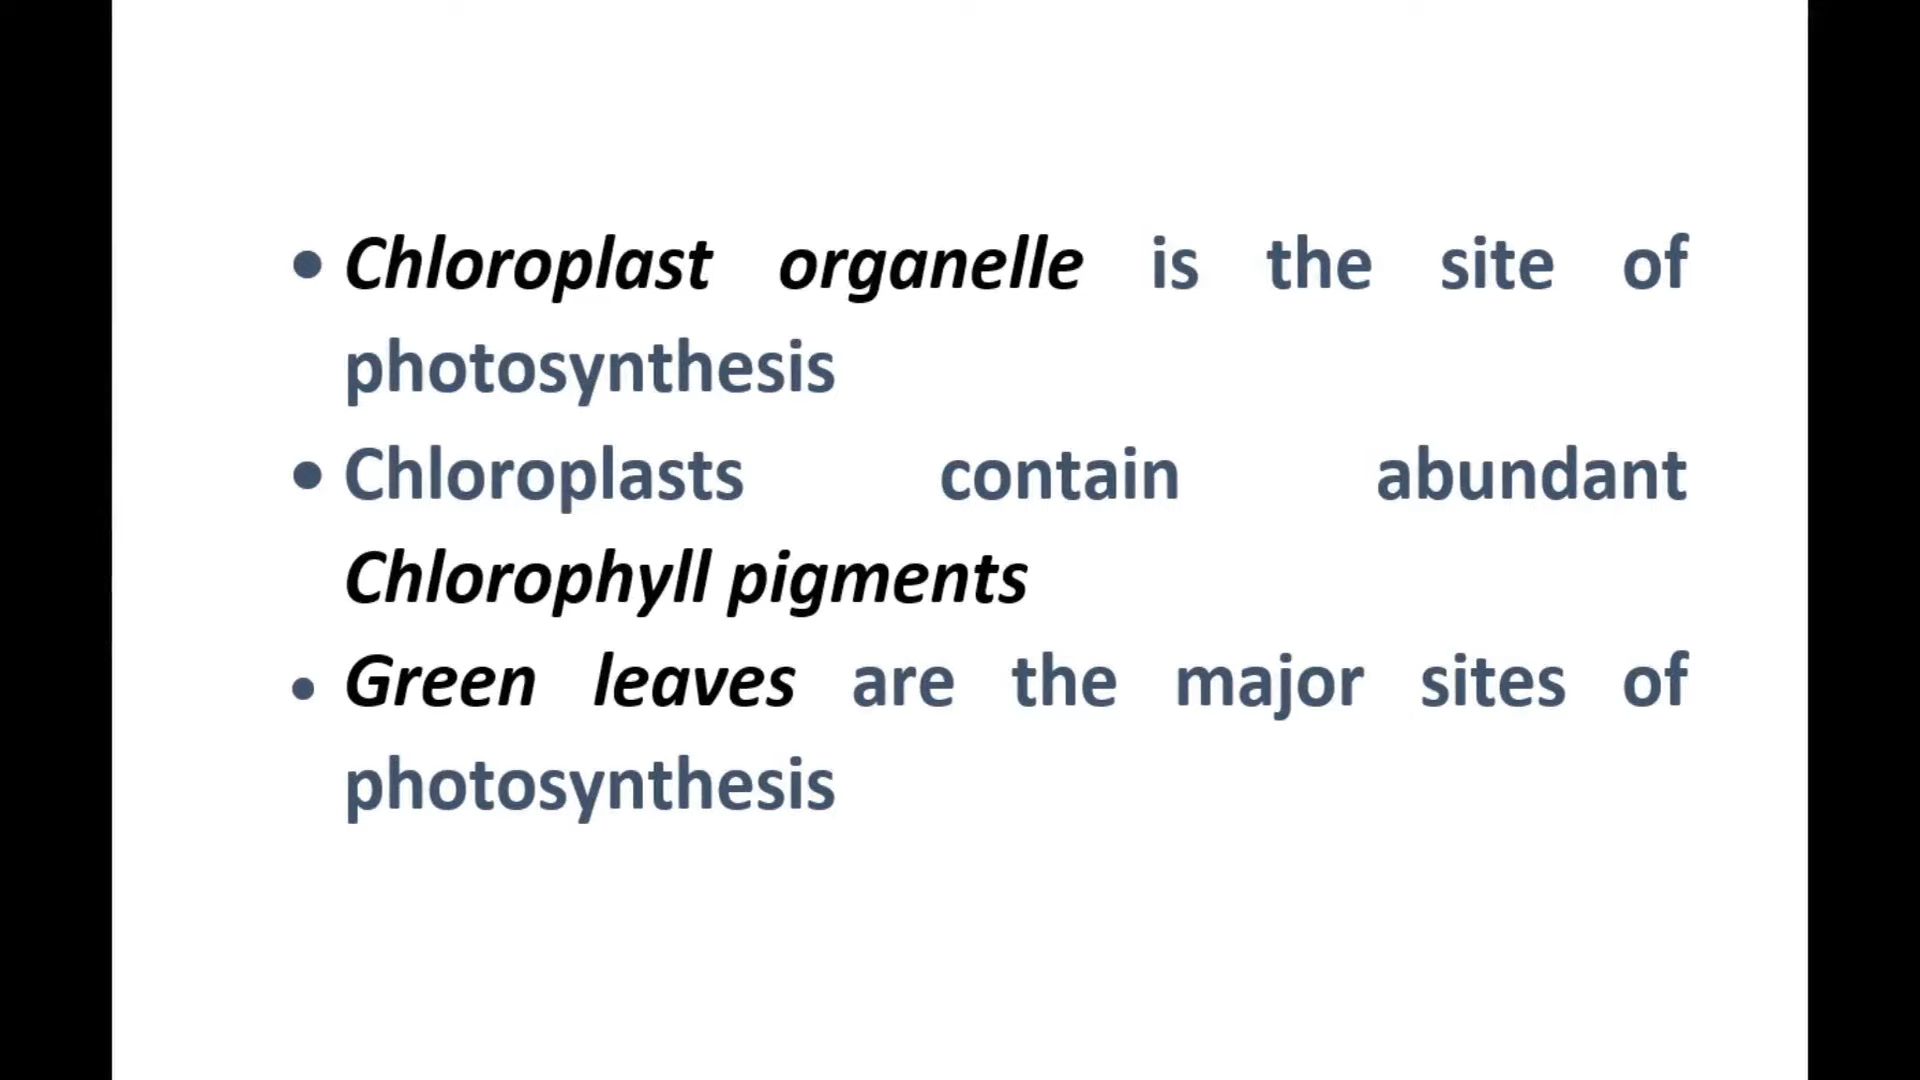 • Chloroplast organelle is the site of
photosynthesis
• Chloroplasts contain abundant
Chlorophyll pigments
• Green leaves are the major sites of
photosynthesis